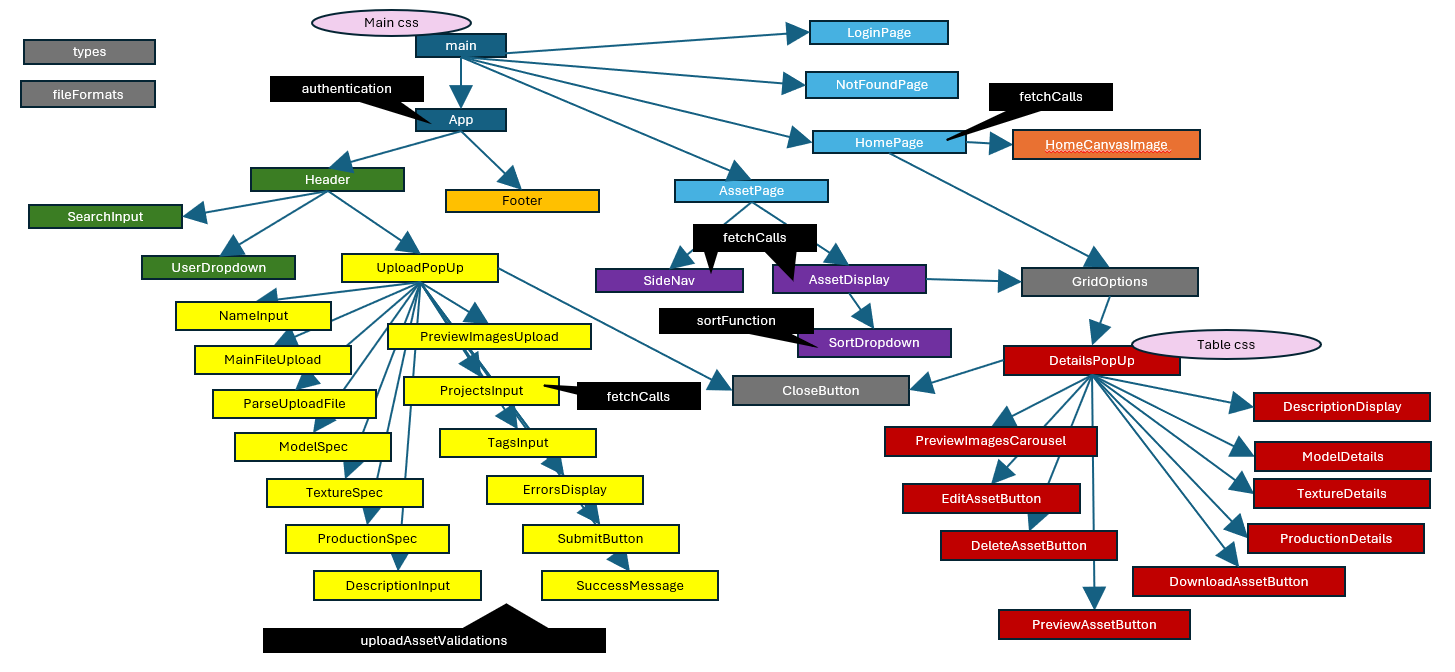 Main css
main
LoginPage
types
NotFoundPage
fileFormats
authentication
fetchCalls
App
HomePage
HomeCanvasImage
Header
AssetPage
Footer
SearchInput
fetchCalls
UserDropdown
UploadPopUp
SideNav
AssetDisplay
GridOptions
NameInput
sortFunction
PreviewImagesUpload
SortDropdown
Table css
MainFileUpload
DetailsPopUp
ProjectsInput
fetchCalls
CloseButton
ParseUploadFile
DescriptionDisplay
ModelSpec
TagsInput
PreviewImagesCarousel
ModelDetails
TextureSpec
ErrorsDisplay
EditAssetButton
TextureDetails
ProductionSpec
SubmitButton
DeleteAssetButton
ProductionDetails
DescriptionInput
SuccessMessage
DownloadAssetButton
PreviewAssetButton
uploadAssetValidations